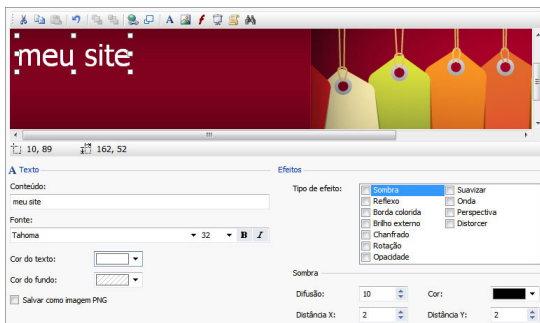 meu site
10, 89 162, 52
A Texto
Conteúdo:
meu site
Fonte:
Tahoma 32 B I
Cor do texto:
Cor do fundo:
Salvar como imagem PNG
Efeitos
Tipo de efeito:
Sombra Suavizar
Reflexo Onda
Borda colorida Perspectiva
Brilho externo Distorcer
Chanfrado
Rotação
Opacidade
Sombra
Difusão: 10 Cor:
Distância X: 2 Distância Y: 2